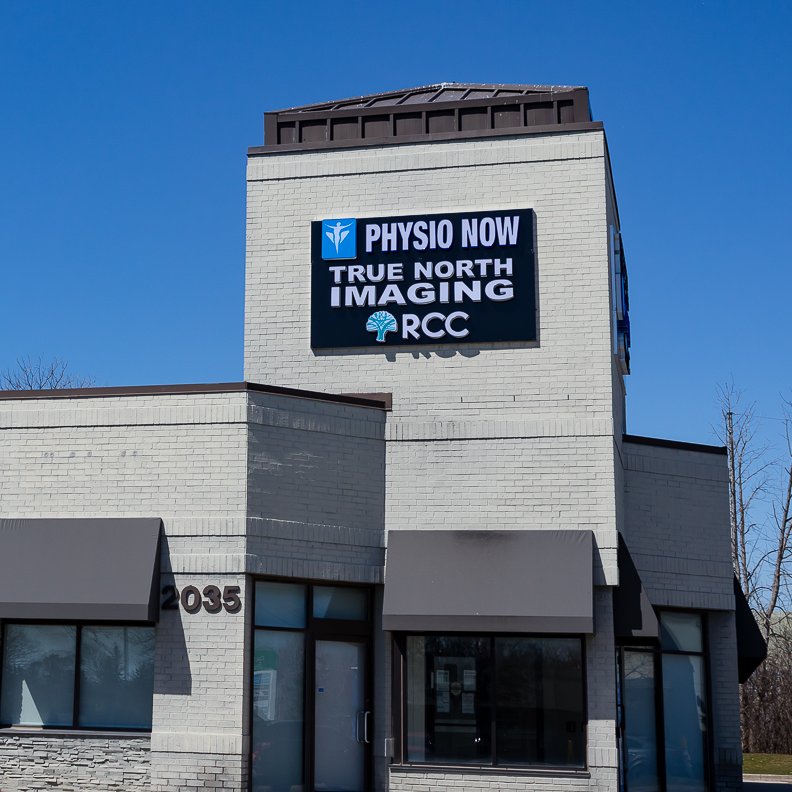 PHYSIO NOW
TRUE NORTH
IMAGING
RCC
2035